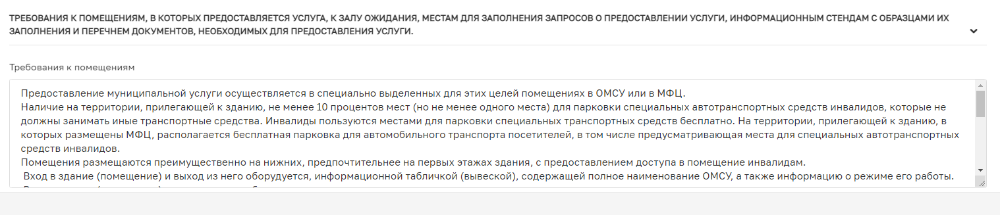 ТРЕБОВАНИЯ К ПОМЕЩЕНИЯМ, В КОТОРЫХ ПРЕДОСТАВЛЯЕТСЯ УСЛУГА, К ЗАЛУ ОЖИДАНИЯ, МЕСТАМ ДЛЯ ЗАПОЛНЕНИЯ ЗАПРОСОВ О ПРЕДОСТАВЛЕНИИ УСЛУГИ, ИНФОРМАЦИОННЫМ СТЕНДАМ С ОБРАЗЦАМИ ИХ
ЗАПОЛНЕНИЯ И ПЕРЕЧНЕМ ДОКУМЕНТОВ, НЕОБХОДИМЫХ ДЛЯ ПРЕДОСТАВЛЕНИЯ УСЛУГИ.
Требования к помещениям
Предоставление муниципальной услуги осуществляется в специально выделенных для этих целей помещениях в ОМСУ или в МФЦ.
Наличие на территории, прилегающей к зданию, не менее 10 процентов мест (но не менее одного места) для парковки специальных автотранспортных средств инвалидов, которые не
должны занимать иные транспортные средства. Инвалиды пользуются местами для парковки специальных транспортных средств бесплатно. На территории, прилегающей к зданию, в
которых размещены МФЦ, располагается бесплатная парковка для автомобильного транспорта посетителей, в том числе предусматривающая места для специальных автотранспортных
средств инвалидов.
Помещения размещаются преимущественно на нижних, предпочтительнее на первых этажах здания, с предоставлением доступа в помещение инвалидам.
Вход в здание (помещение) и выход из него оборудуется, информационной табличкой (вывеской), содержащей полное наименование ОМСУ, а также информацию о режиме его работы.